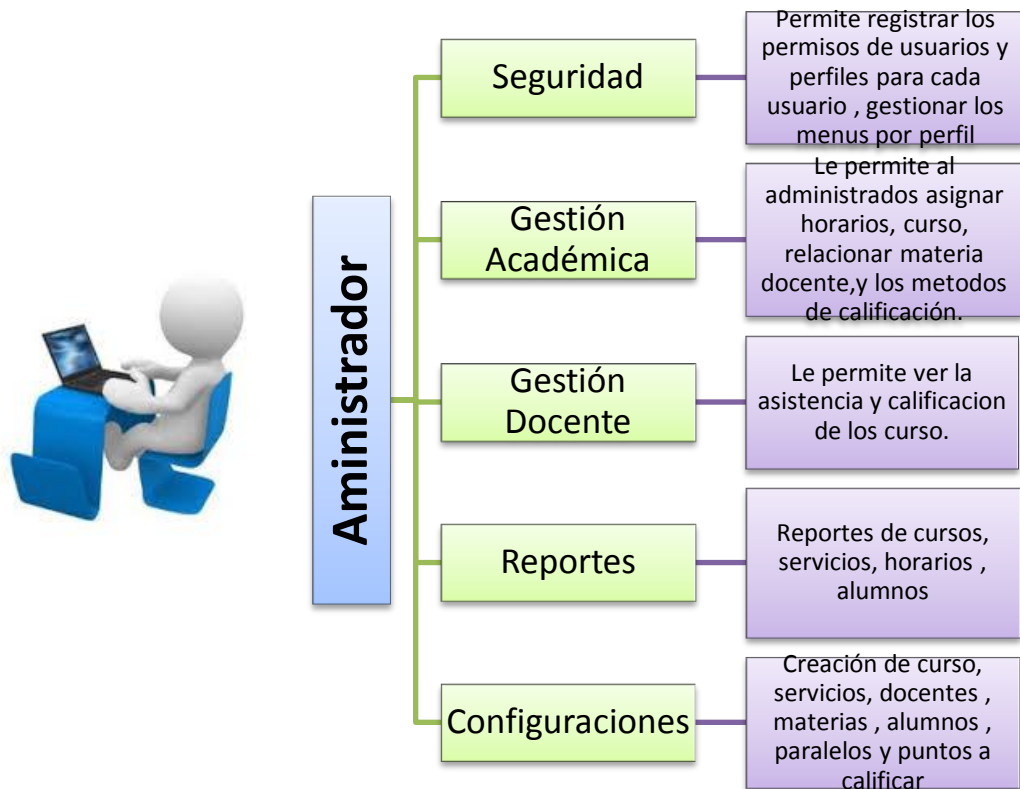 Aministrador
Seguridad
Permite registrar los
permisos de usuarios y
perfiles para cada
usuario , gestionar los
menus por perfil
Gestión
Académica
Le permite al
administrados asignar
horarios, curso,
relacionar materia
docente,y los metodos
de calificación.
Gestión
Docente
Le permite ver la
asistencia y calificacion
de los curso.
Reportes
Reportes de cursos,
servicios, horarios ,
alumnos
Configuraciones
Creación de curso,
servicios, docentes ,
materias , alumnos ,
paralelos y puntos a
calificar